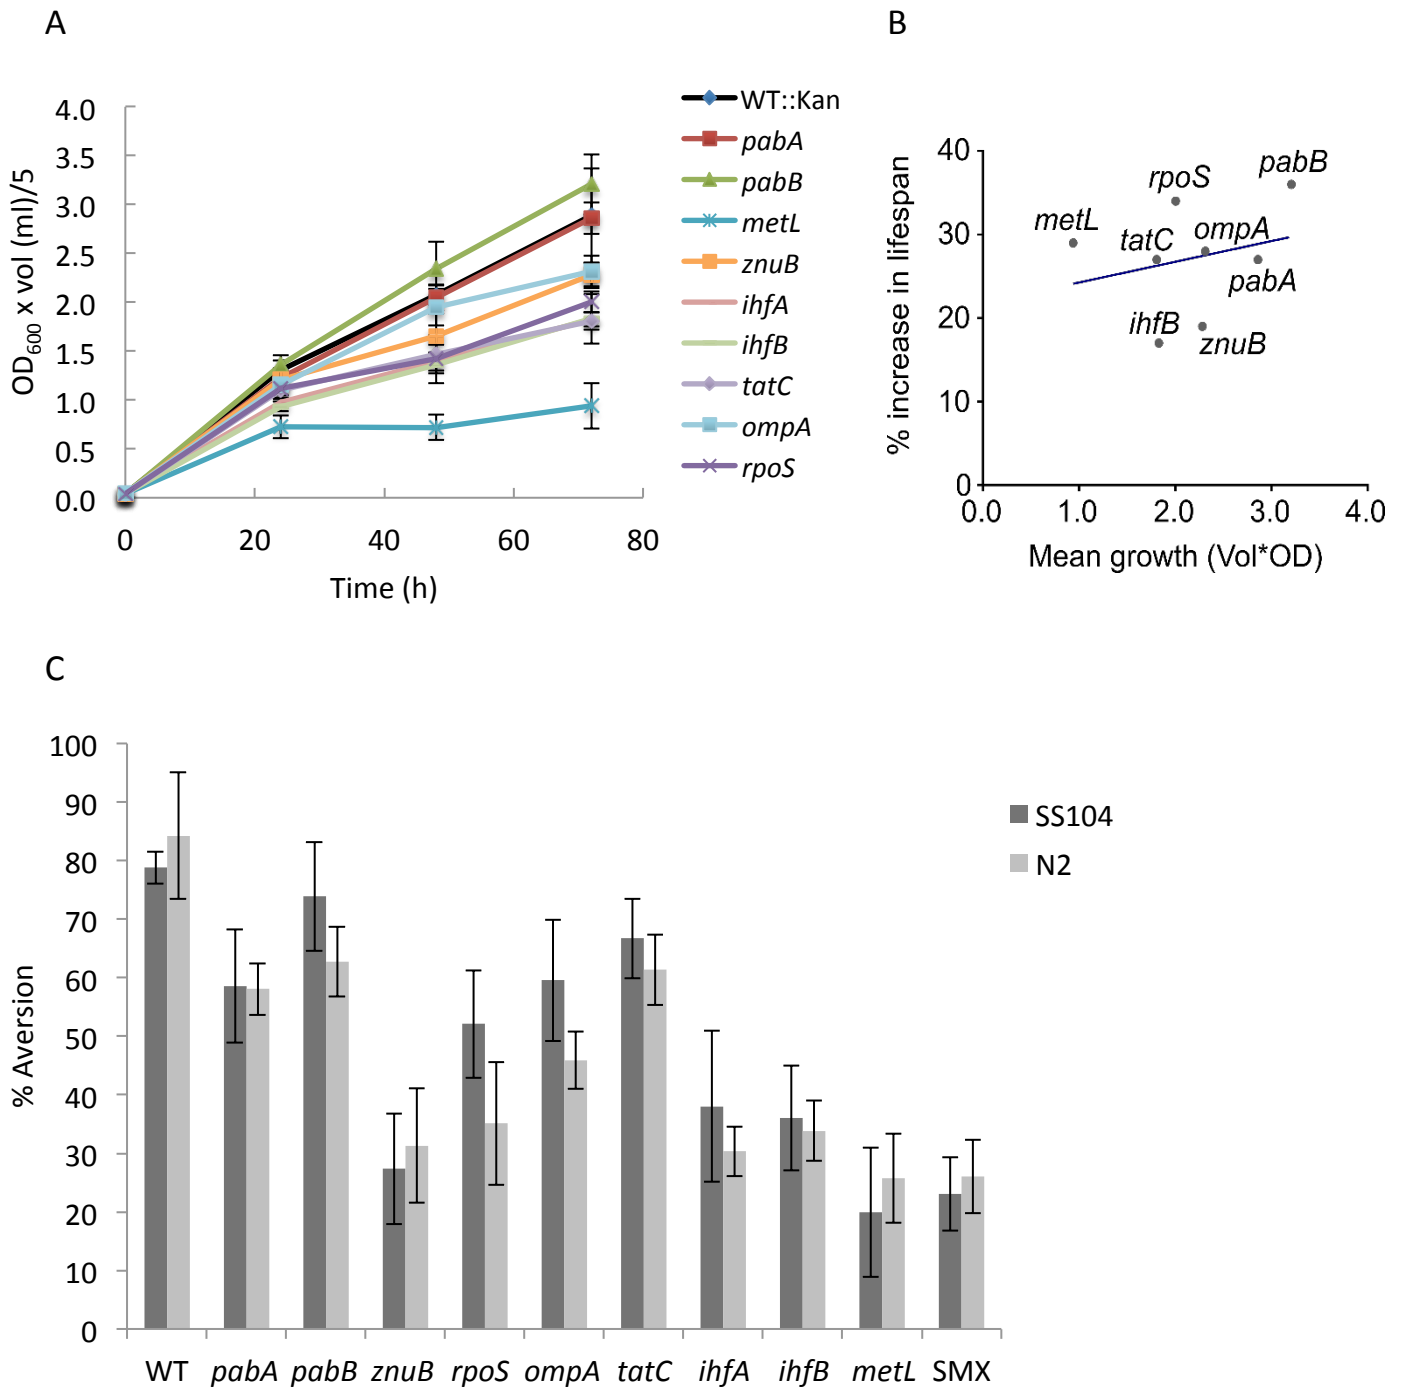 A
4.0
3.5
3.0
2.5
2.0
1.5
1.0
0.5
0.0
OD600 x vol (ml)/5
0 20 40 60 80
Time (h)
WT::Kan
pabA
pabB
metL
znuB
ihfA
ihfB
tatC
ompA
rpoS
B
40
30
20
10
0
% increase in lifespan
metL
rpoS
pabB
tatC
ompA
pabA
ihfB
znuB
0.0 1.0 2.0 3.0 4.0
Mean growth (Vol*OD)
C
100
90
80
70
60
50
40
30
20
10
0
% Aversion
WT pabA pabB znuB rpoS ompA tatC ihfA ihfB metL SMX
SS104
N2